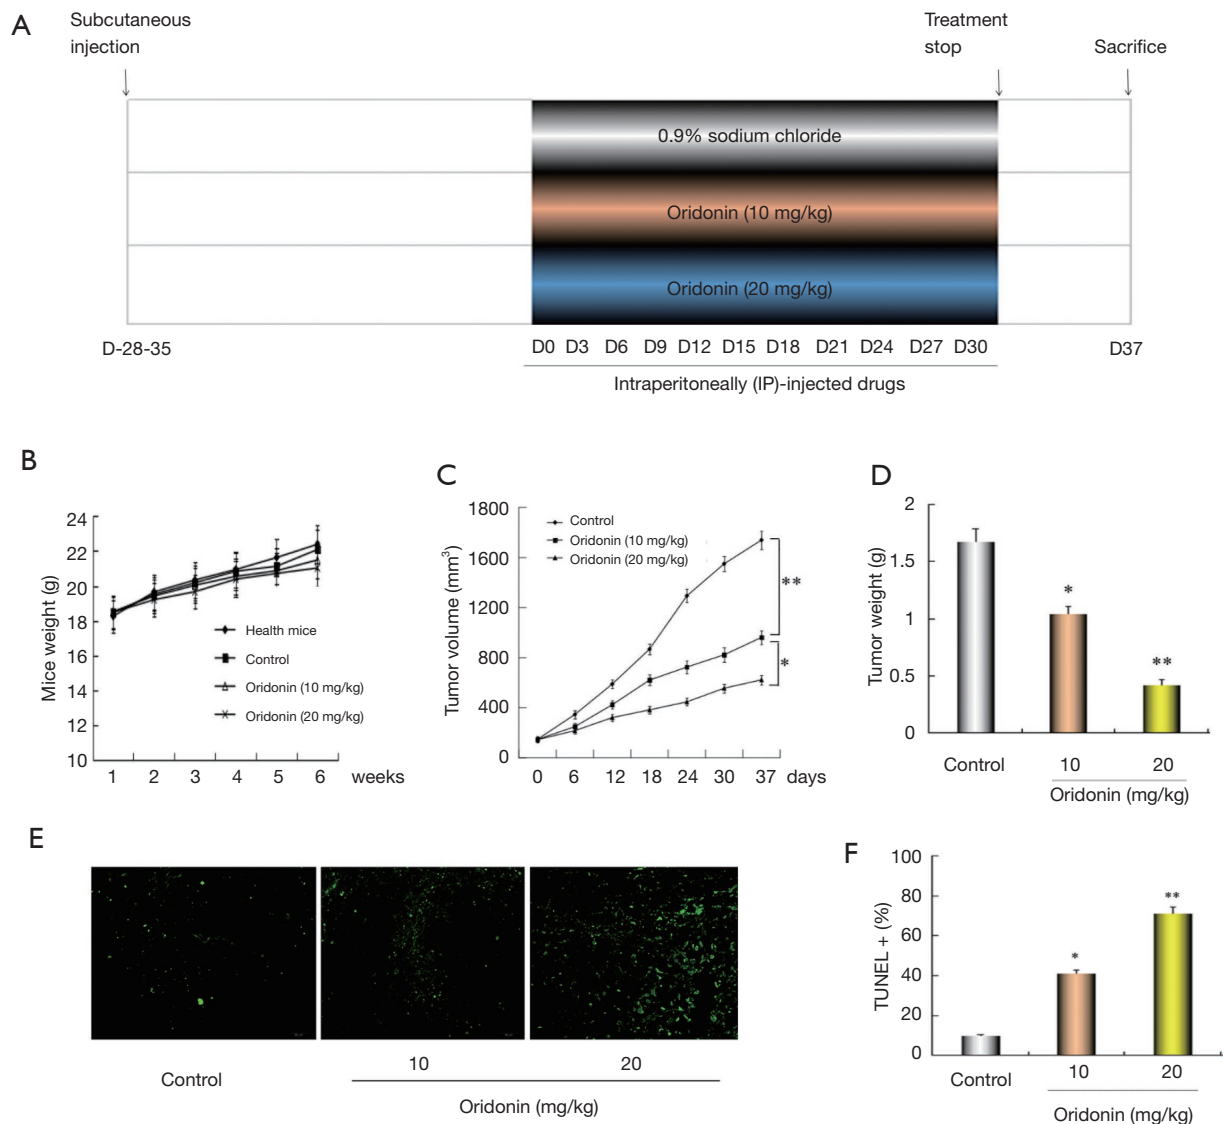 A
Subcutaneous
injection
Treatment
stop
Sacrifice
0.9% sodium chloride
Oridonin (10 mg/kg)
Oridonin (20 mg/kg)
D-28-35
D0 D3 D6 D9 D12 D15 D18 D21 D24 D27 D30
D37
Intraperitoneally (IP)-injected drugs
B
Mice weight (g)
24
22
20
18
16
14
12
10
Health mice
Control
Oridonin (10 mg/kg)
Oridonin (20 mg/kg)
1 2 3 4 5 6 weeks
C
Tumor volume (mm³)
1800
1600
1200
800
400
0
Control
Oridonin (10 mg/kg)
Oridonin (20 mg/kg)
**
*
0 6 12 18 24 30 37 days
D
Tumor weight (g)
2
1.5
1
0.5
0
*
**
Control 10 20
Oridonin (mg/kg)
E
Control
10 20
Oridonin (mg/kg)
F
TUNEL + (%)
100
80
60
40
20
0
*
**
Control 10 20
Oridonin (mg/kg)